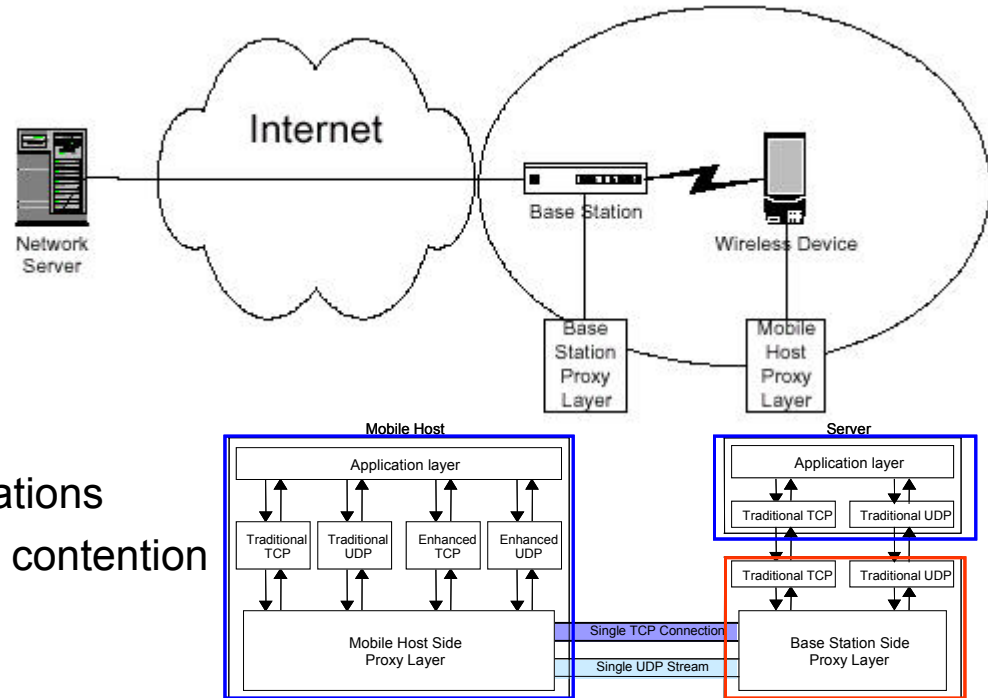 Internet
Network
Server
Base Station
Wireless Device
Base
Station
Proxy
Layer
Mobile
Host
Proxy
Layer
ations
contention
Mobile Host
Application layer
Traditional
TCP
Traditional
UDP
Enhanced
TCP
Enhanced
UDP
Mobile Host Side
Proxy Layer
Single TCP Connection
Single UDP Stream
Server
Application layer
Traditional TCP
Traditional UDP
Traditional TCP
Traditional UDP
Base Station Side
Proxy Layer